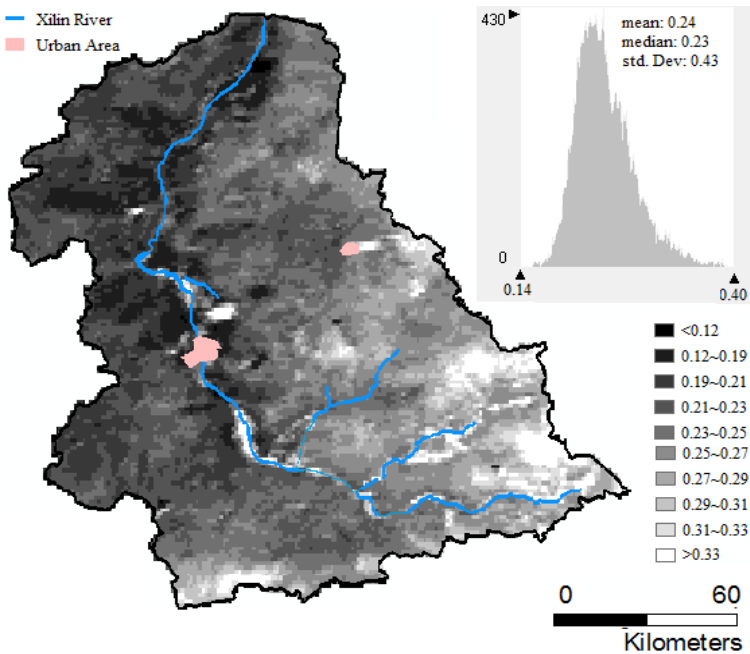 Xilin River
Urban Area
430
mean: 0.24
median: 0.23
std. Dev: 0.43
0
0.14
0.40
<0.12
0.12~0.19
0.19~0.21
0.21~0.23
0.23~0.25
0.25~0.27
0.27~0.29
0.29~0.31
0.31~0.33
>0.33
0 60
Kilometers